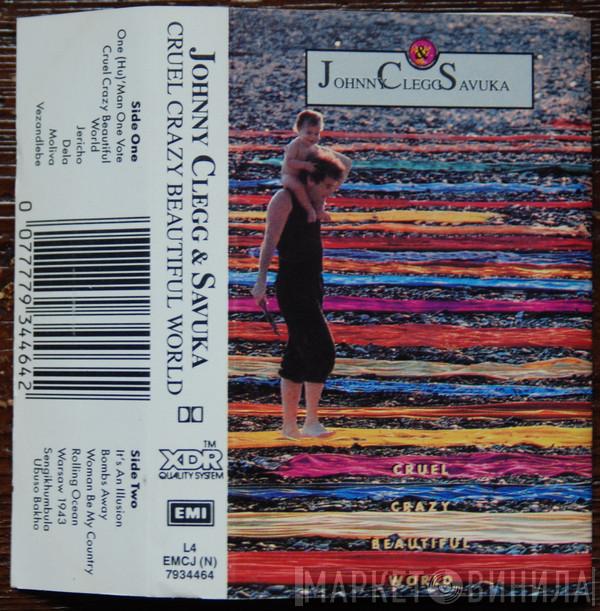 Side One
One (Hu)'Man One Vote
Cruel Crazy Beautiful
World
Jericho
Dela
Moliva
Vezandlebe
0 077779 344642
Side Two
It's An Illusion
Bombs Away
Woman Be My Country
Rolling Ocean
Warsaw 1943
Sengikhumbula
Ubuso Bakho
JOHNNY CLEGG & SAVUKA
CRUEL CRAZY BEAUTIFUL WORLD
XDR
TM
QUALITY SYSTEM
EMI
L4
EMCJ (N)
7934464
&
JOHNNY CLEGG SAVUKA
CRUEL
CRAZY
BEAUTIFUL
WORLD
МАРКЕТ ВИНИЛА